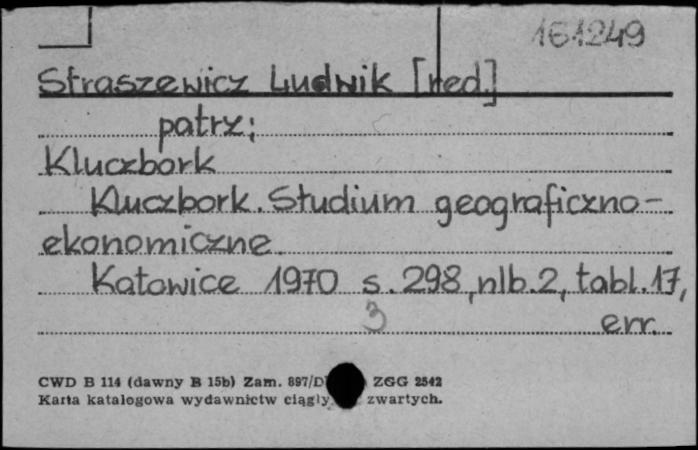 161249
Straszewicz Ludwik [red.]
patrz;
Kluczbork
Kluczbork. Studium geograficzno-
ekonomiczne.
Katowice 1970 s. 298, nlb. 2, tabl. 17,
3 err.
CWD B 114 (dawny B 15b) Zam. 897/D ZGG 2542
Karta katalogowa wydawnictw ciągły zwartych.